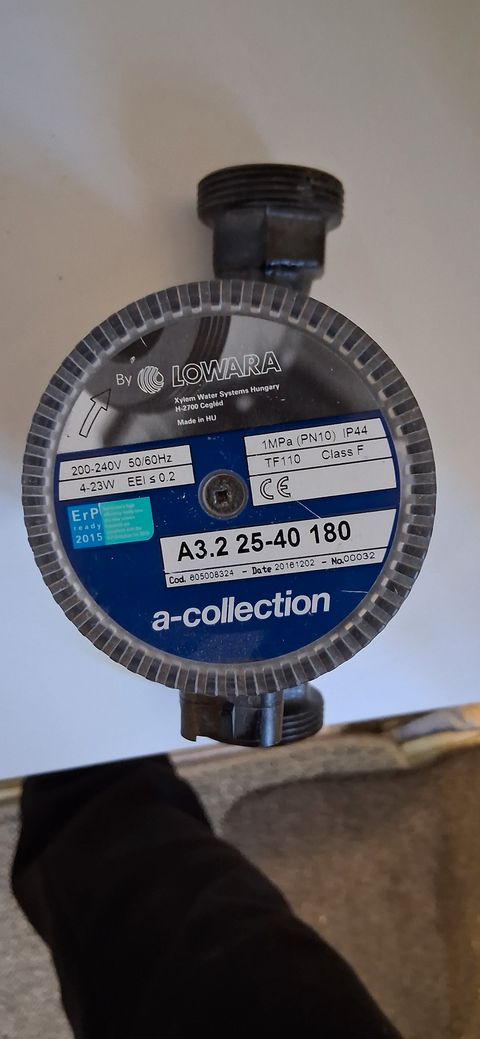 By LOWARA
Xylem Water Systems Hungary
H-2700 Cegléd
Made in HU
200-240V 50/60Hz
4-23W EEI ≤ 0.2
1MPa (PN10) IP44
TF110 Class F
CE
ErP
ready
2015
A3.2 25-40 180
Cod. 605008324 - Date 20161202 - No.00032
a-collection